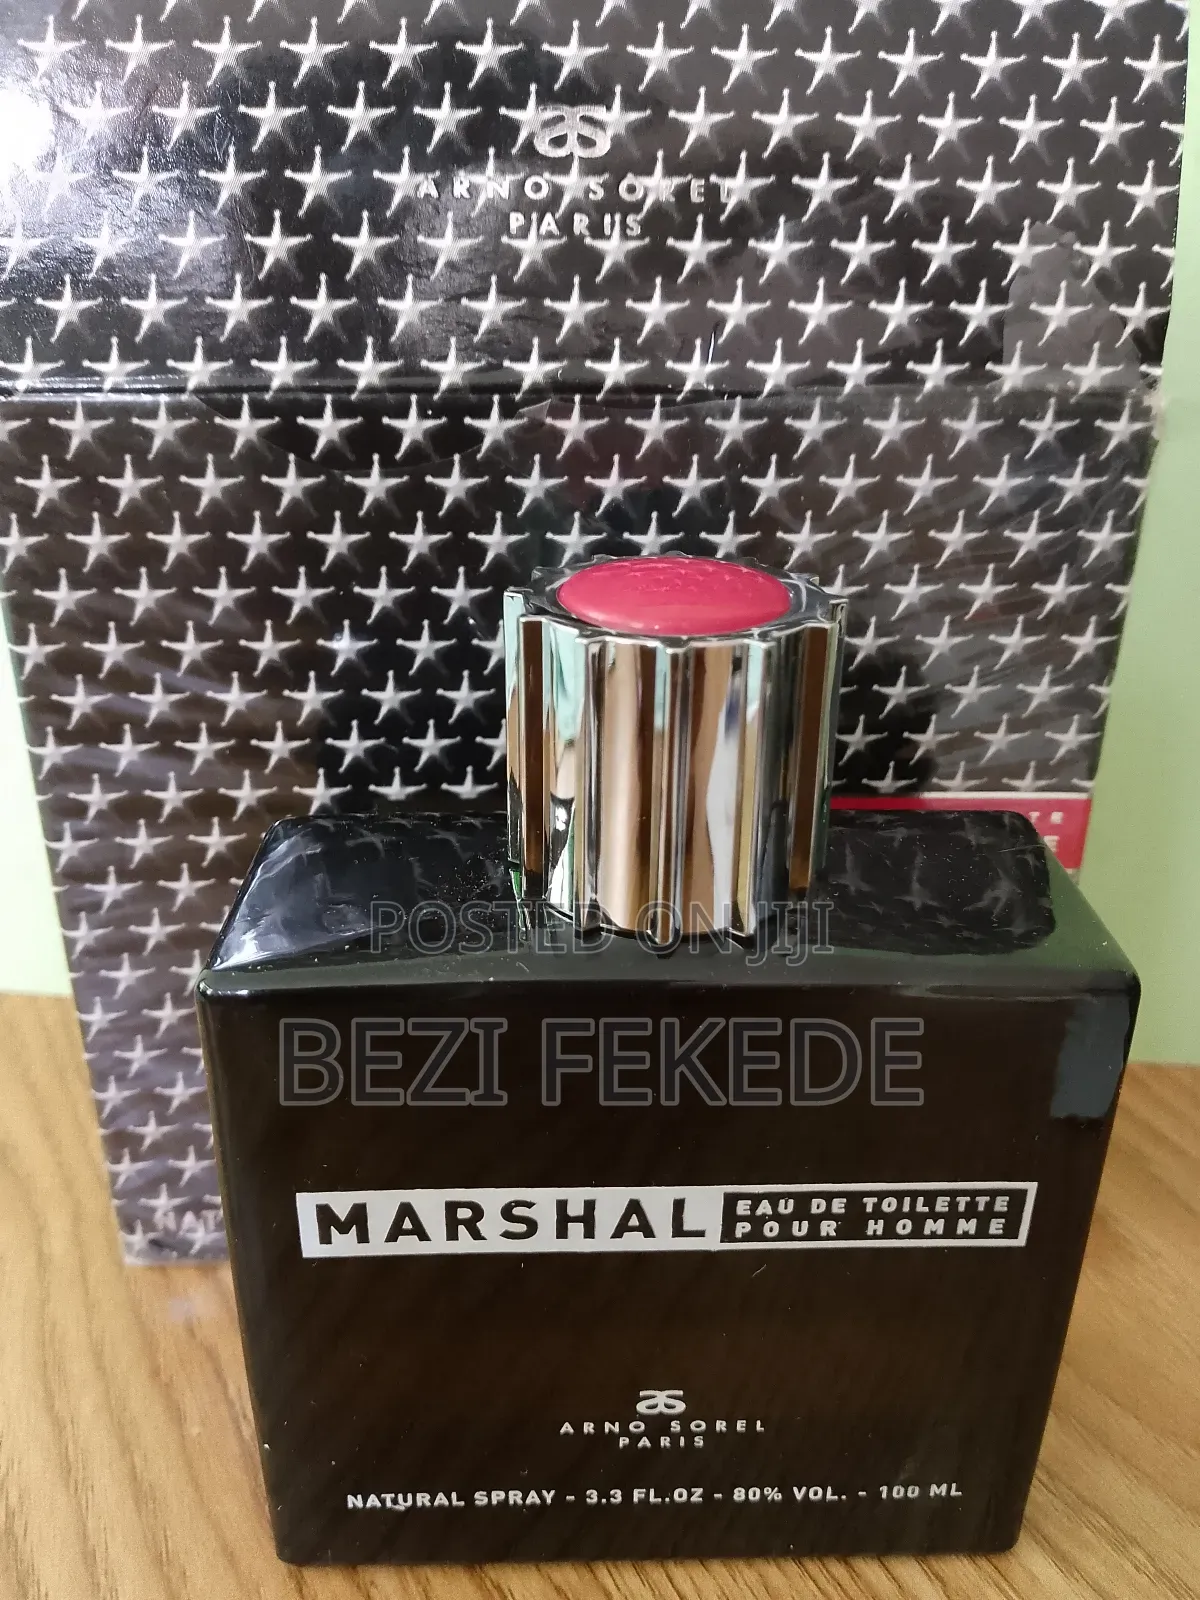 ARNO SOREL
PARIS
POSTED ON JIJI
BEZI FEKEDE
MARSHAL
EAU DE TOILETTE
POUR HOMME
ARNO SOREL
PARIS
NATURAL SPRAY - 3.3 FL.OZ - 80% VOL. - 100 ML